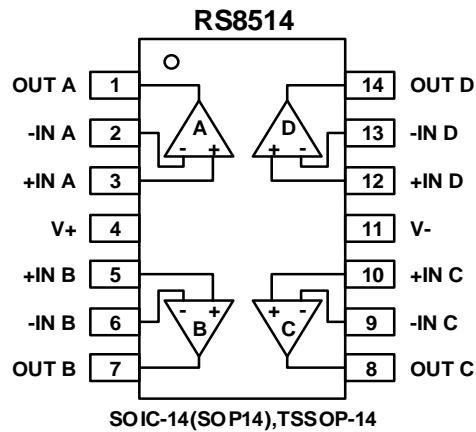 RS8514
OUT A 1 14 OUT D
-IN A 2 A D 13 -IN D
- + + -
+IN A 3 12 +IN D
V+ 4 11 V-
+IN B 5 10 +IN C
- + + -
-IN B 6 B C 9 -IN C
OUT B 7 8 OUT C
SOIC-14(SOP14),TSSOP-14